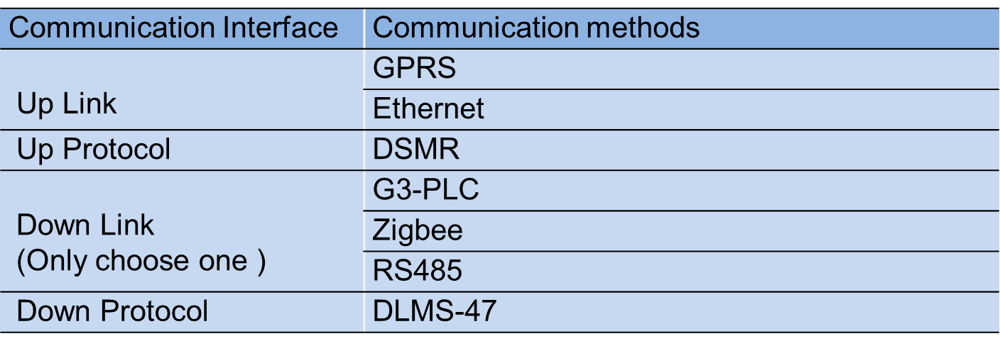 Communication Interface Communication methods
GPRS
Up Link
Ethernet
Up Protocol DSMR
G3-PLC
Down Link
Zigbee
(Only choose one )
RS485
Down Protocol DLMS-47